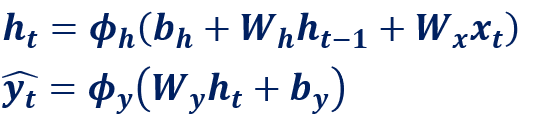 h_t = ϕ_h(b_h + W_h h_{t−1} + W_x x_t)
ŷ_t = ϕ_y(W_y h_t + b_y)